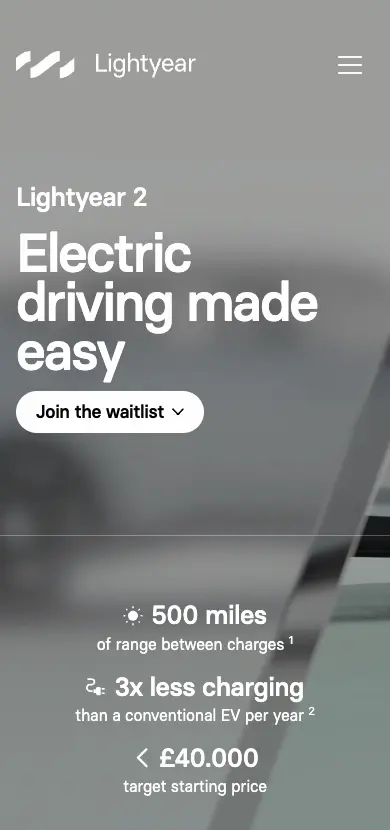 Lightyear
Lightyear 2
Electric
driving made
easy
Join the waitlist
500 miles
of range between charges ¹
3x less charging
than a conventional EV per year ²
< £40.000
target starting price